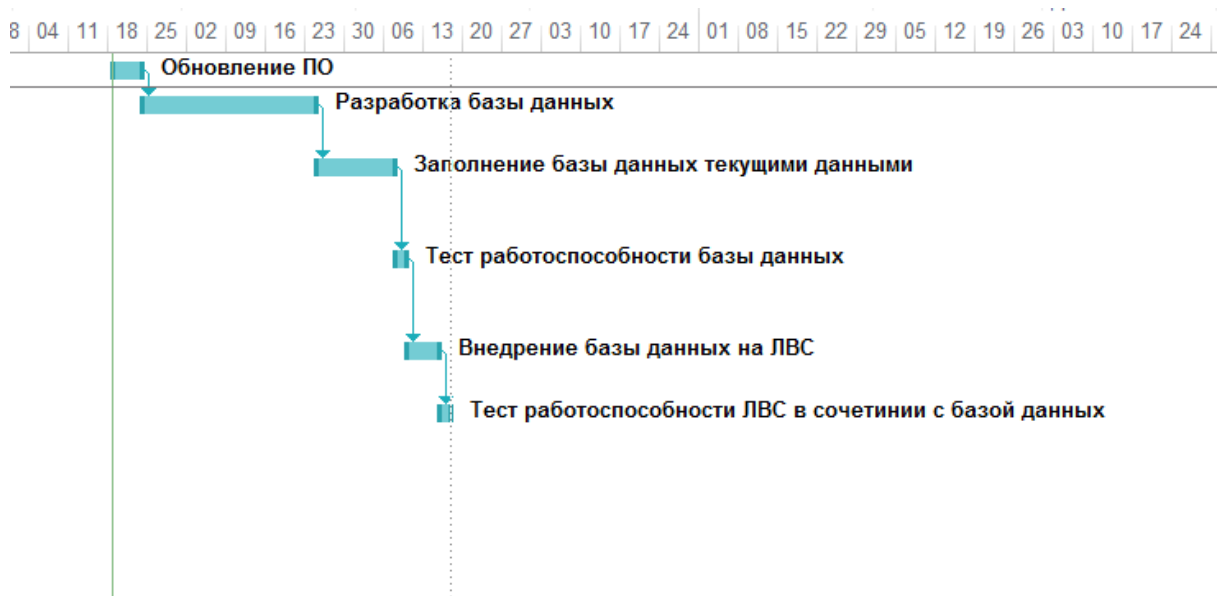 8 04 11 18 25 02 09 16 23 30 06 13 20 27 03 10 17 24 01 08 15 22 29 05 12 19 26 03 10 17 24
Обновление ПО
Разработка базы данных
Заполнение базы данных текущими данными
Тест работоспособности базы данных
Внедрение базы данных на ЛВС
Тест работоспособности ЛВС в сочетинии с базой данных